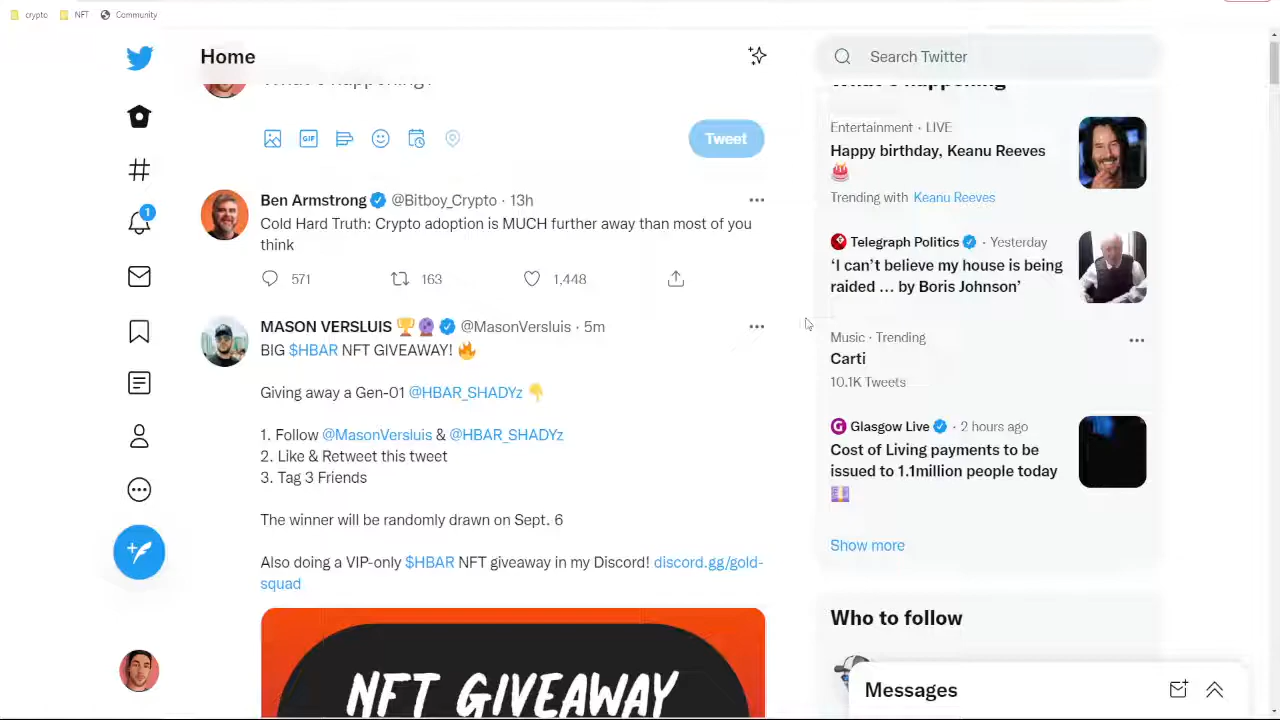 crypto NFT Community
Home
Search Twitter
What's happening?
GIF
Tweet
Ben Armstrong @Bitboy_Crypto · 13h
Cold Hard Truth: Crypto adoption is MUCH further away than most of you
think
571 163 1,448
MASON VERSLUIS 🏆🔮 @MasonVersluis · 5m
BIG $HBAR NFT GIVEAWAY! 🔥
Giving away a Gen-01 @HBAR_SHADYz 👇
1. Follow @MasonVersluis & @HBAR_SHADYz
2. Like & Retweet this tweet
3. Tag 3 Friends
The winner will be randomly drawn on Sept. 6
Also doing a VIP-only $HBAR NFT giveaway in my Discord! discord.gg/gold-
squad
NFT GIVEAWAY
1
What's happening
Entertainment · LIVE
Happy birthday, Keanu Reeves
🎂
Trending with Keanu Reeves
Telegraph Politics · Yesterday
‘I can’t believe my house is being
raided ... by Boris Johnson’
Music · Trending
Carti
10.1K Tweets
Glasgow Live · 2 hours ago
Cost of Living payments to be
issued to 1.1million people today
💷
Show more
Who to follow
Messages